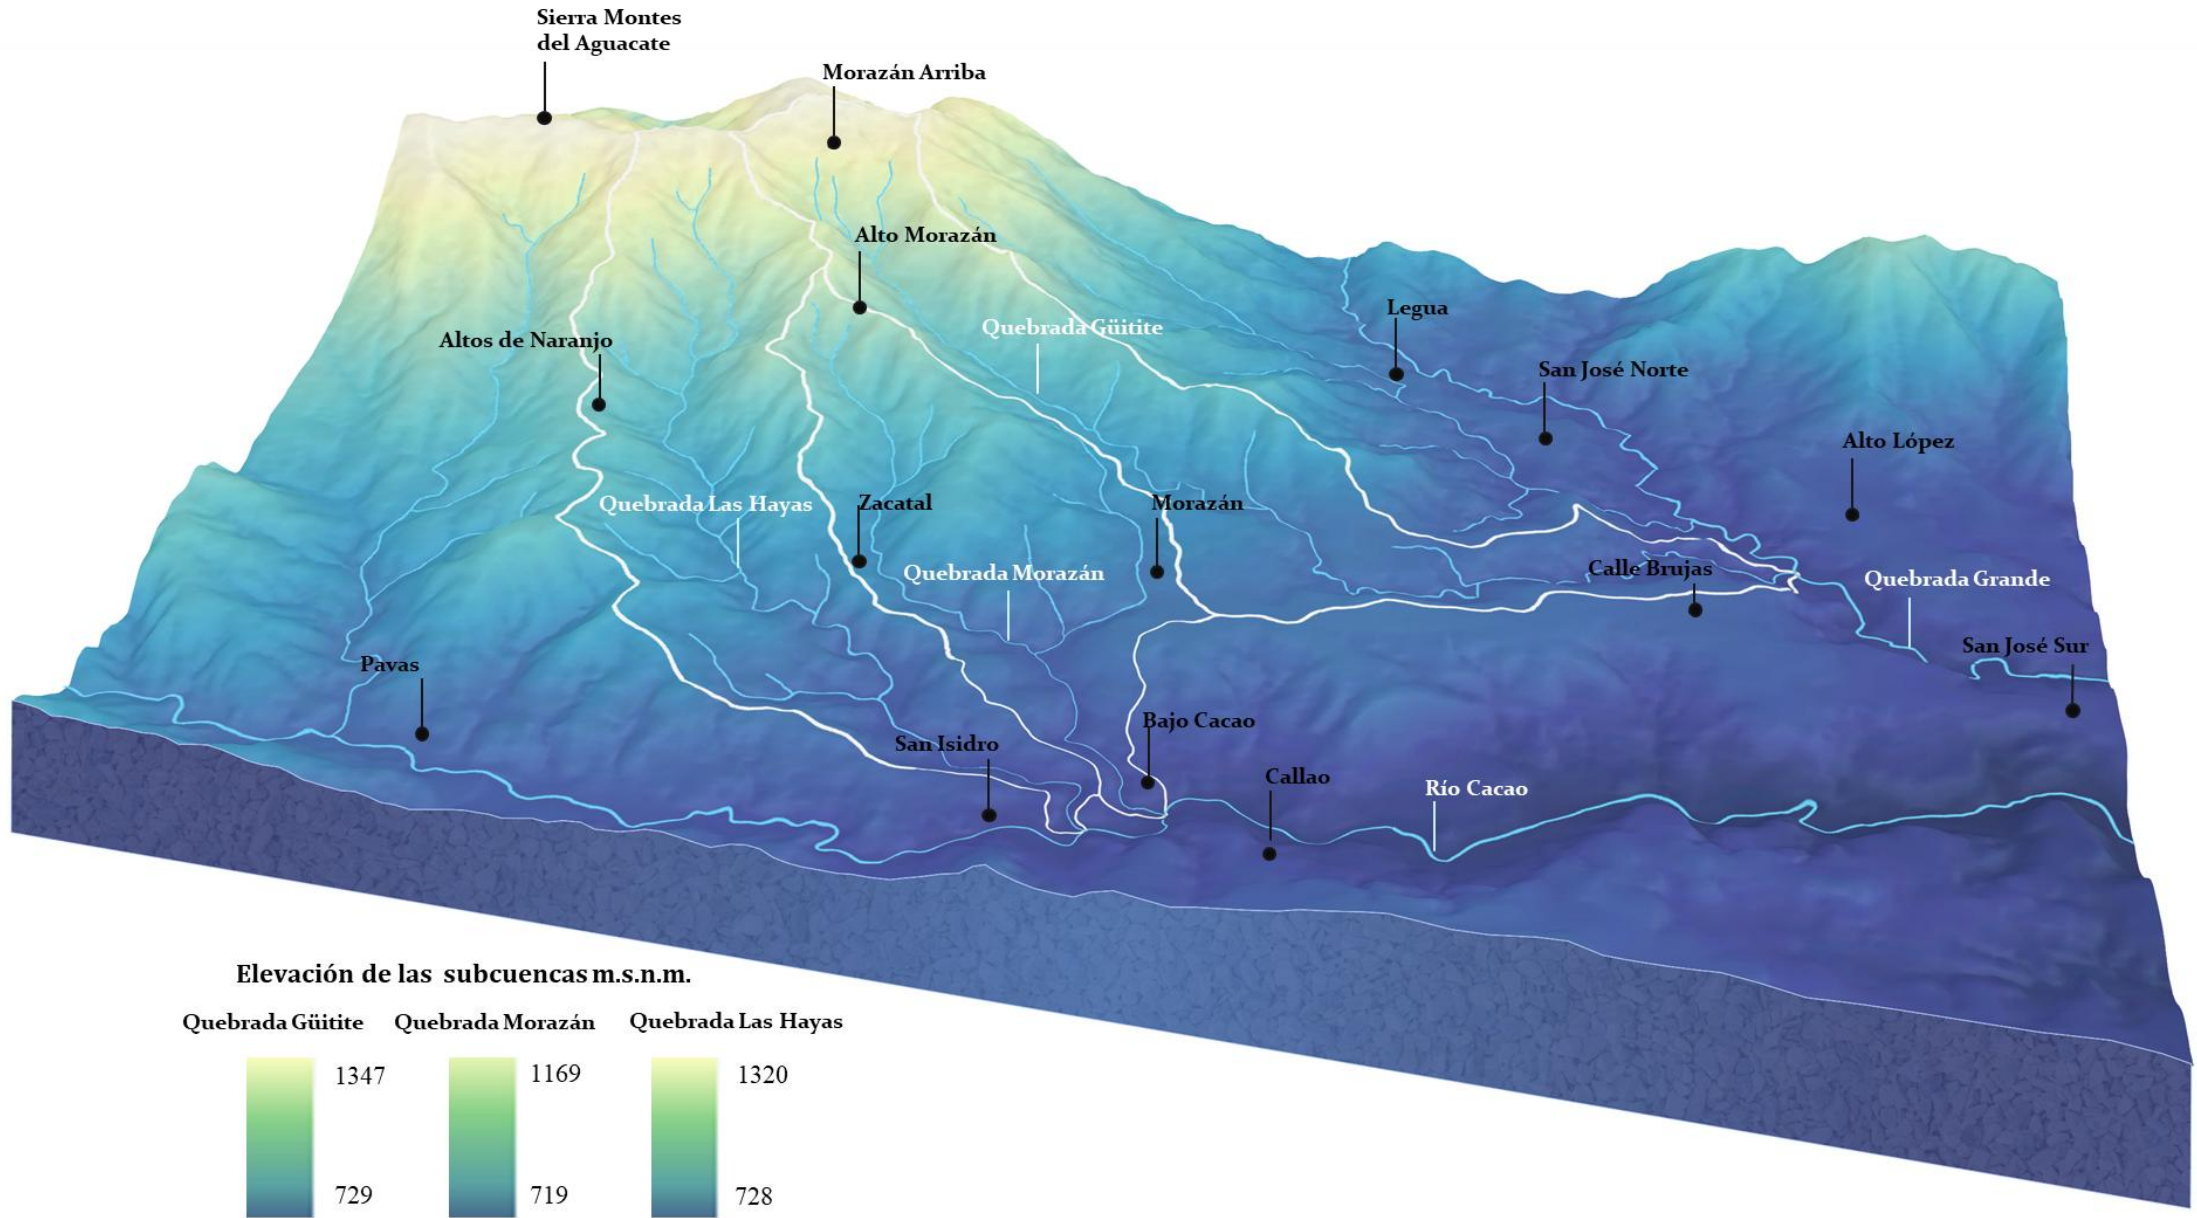 Sierra Montes
del Aguacate
Morazán Arriba
Alto Morazán
Legua
Quebrada Güitite
Altos de Naranjo
San José Norte
Alto López
Quebrada Las Hayas
Zacatal
Morazán
Quebrada Morazán
Calle Brujas
Quebrada Grande
San José Sur
Pavas
Bajo Cacao
San Isidro
Callao
Río Cacao
Elevación de las subcuencas m.s.n.m.
Quebrada Güitite
Quebrada Morazán
Quebrada Las Hayas
1347
1169
1320
729
719
728